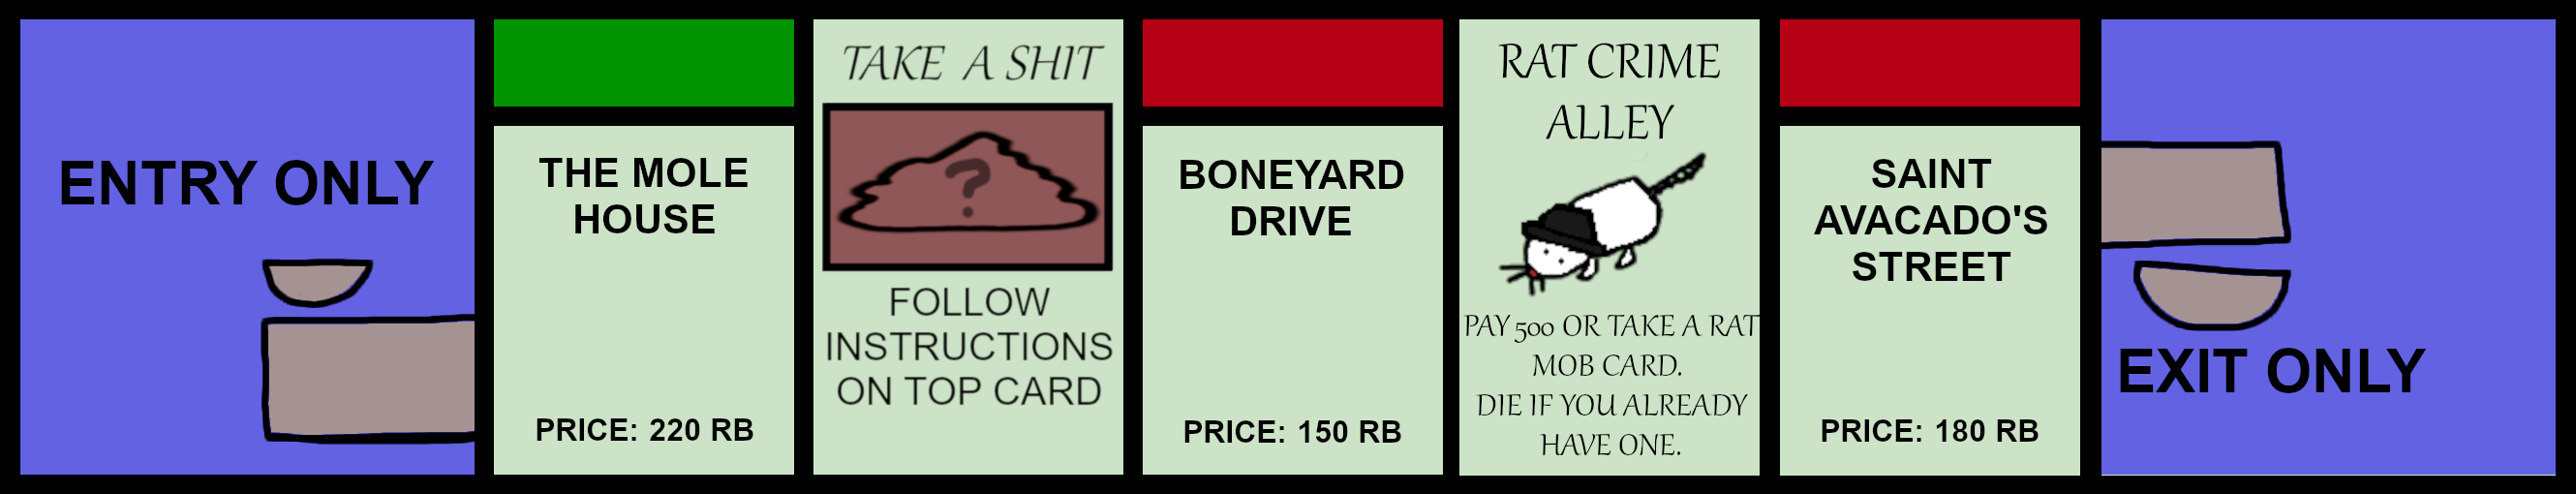 ENTRY ONLY
THE MOLE
HOUSE
PRICE: 220 RB
TAKE A SHIT
?
FOLLOW
INSTRUCTIONS
ON TOP CARD
BONEYARD
DRIVE
PRICE: 150 RB
RAT CRIME
ALLEY
PAY 500 OR TAKE A RAT
MOB CARD.
DIE IF YOU ALREADY
HAVE ONE.
SAINT
AVACADO'S
STREET
PRICE: 180 RB
EXIT ONLY